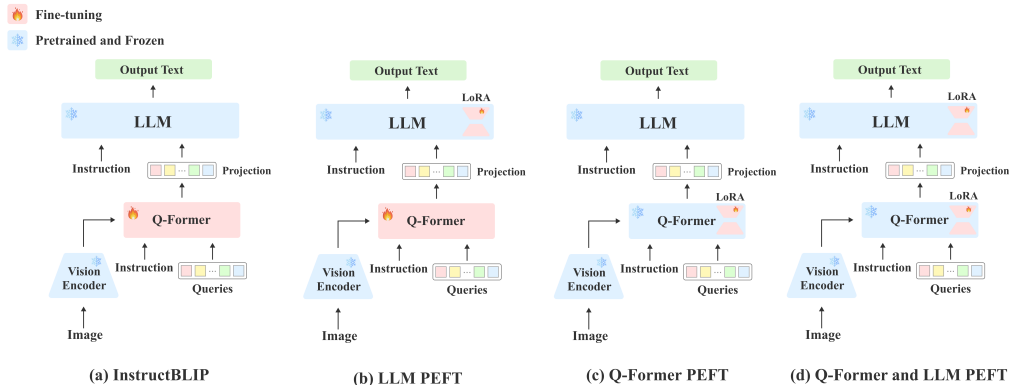 Fine-tuning
Pretrained and Frozen
Output Text
LLM
Instruction
...
Projection
Q-Former
Vision
Encoder
Instruction
...
Queries
Image
(a) InstructBLIP
Output Text
LoRA
LLM
Instruction
...
Projection
Q-Former
Vision
Encoder
Instruction
...
Queries
Image
(b) LLM PEFT
Output Text
LLM
Instruction
...
Projection
LoRA
Q-Former
Vision
Encoder
Instruction
...
Queries
Image
(c) Q-Former PEFT
Output Text
LoRA
LLM
Instruction
...
Projection
LoRA
Q-Former
Vision
Encoder
Instruction
...
Queries
Image
(d) Q-Former and LLM PEFT